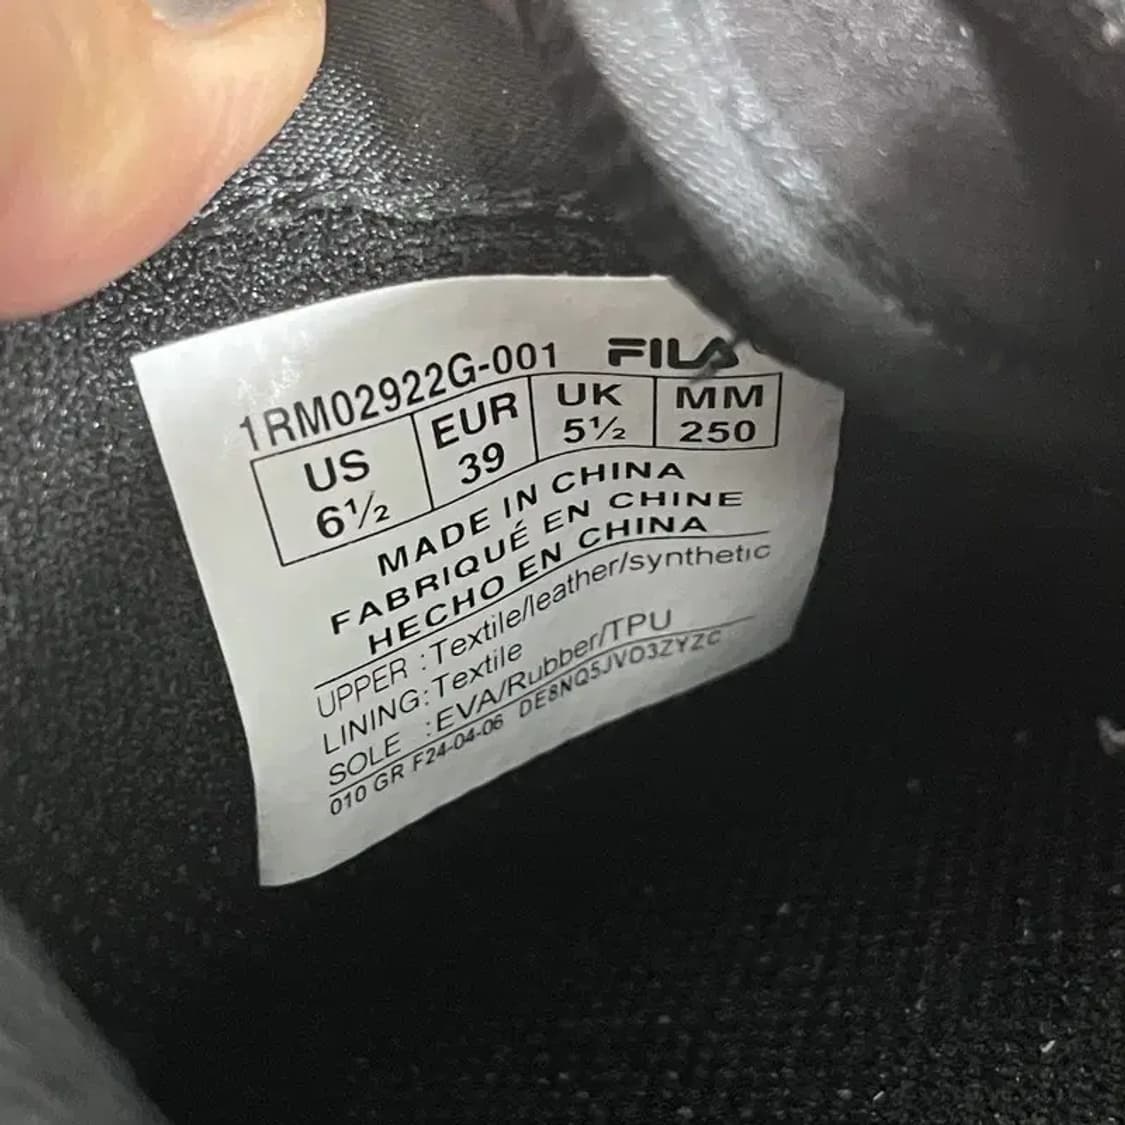 1RM02922G-001 FILA
US EUR UK MM
6½ 39 5½ 250
MADE IN CHINA
FABRIQUÉ EN CHINE
HECHO EN CHINA
UPPER :Textile/leather/synthetic
LINING:Textile
SOLE :EVA/Rubber/TPU
010 GR F24-04-06 DE8NQ5JVO3ZYZC